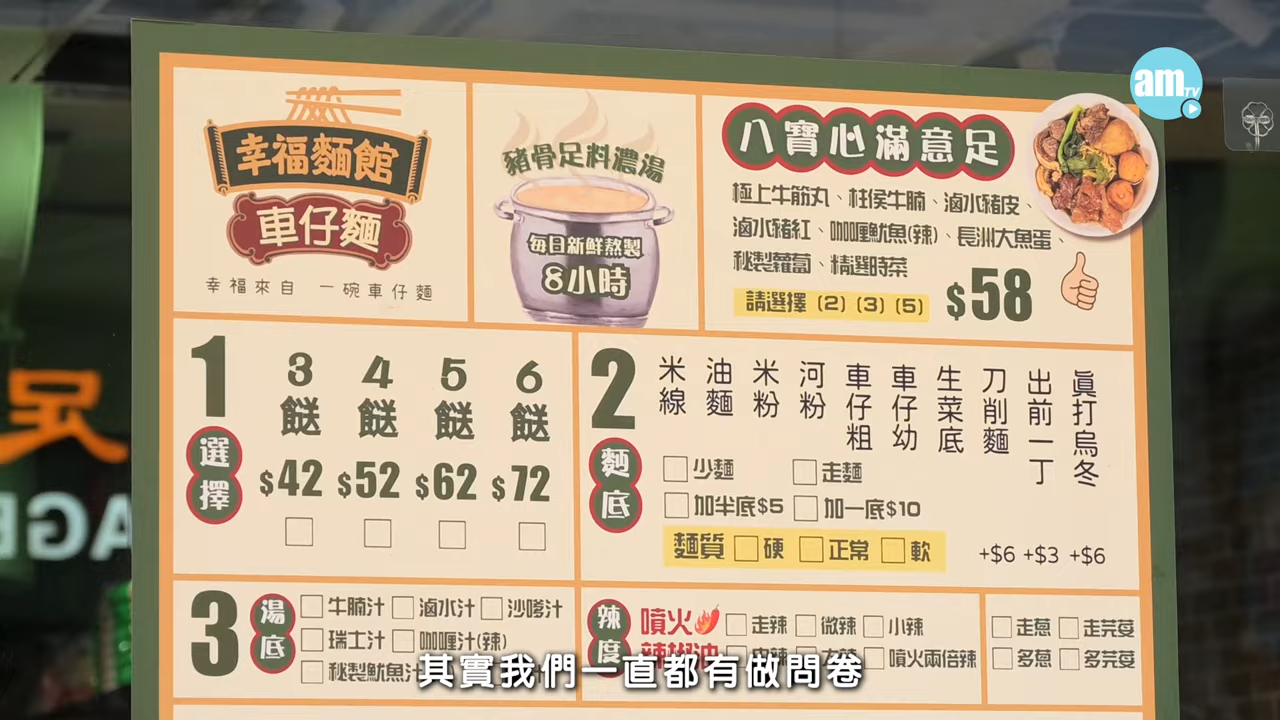 amTV
幸福麵館
車仔麵
幸福來自 一碗車仔麵
豬骨足料濃湯
每日新鮮熬製
8小時
八寶心滿意足
極上牛筋丸、柱侯牛腩、滷水豬皮、
滷水豬紅、咖喱魷魚(辣)、長洲大魚蛋、
秘製蘿蔔、精選時菜
請選擇 (2) (3) (5)
$58
1
選擇
3餸 4餸 5餸 6餸
$42 $52 $62 $72
2
麵底
米線 油麵 米粉 河粉 車仔粗 車仔幼 生菜底 刀削麵 出前一丁 真打烏冬
少麵 走麵
加半底$5 加一底$10
麵質 硬 正常 軟
+$6 +$3 +$6
3
湯底
牛腩汁 滷水汁 沙嗲汁
瑞士汁 咖喱汁(辣)
秘製魷魚汁
辣度
噴火
辣椒油
走辣 微辣 小辣
大辣 噴火兩倍辣
走葱 走芫荽
多葱 多芫荽
其實我們一直都有做問卷
AGE